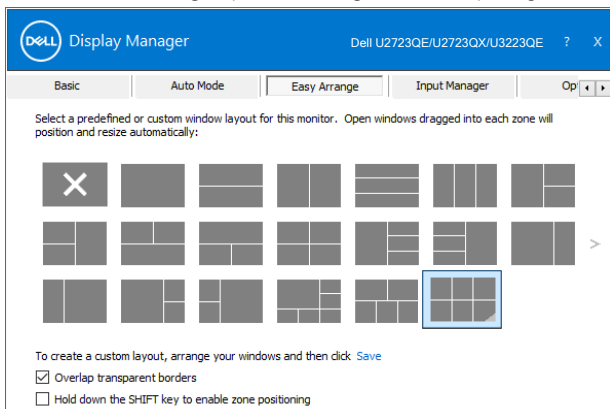 DELL Display Manager Dell U2723QE/U2723QX/U3223QE ? X
Basic Auto Mode Easy Arrange Input Manager Op
Select a predefined or custom window layout for this monitor. Open windows dragged into each zone will
position and resize automatically:
>
To create a custom layout, arrange your windows and then click Save
Overlap transparent borders
Hold down the SHIFT key to enable zone positioning